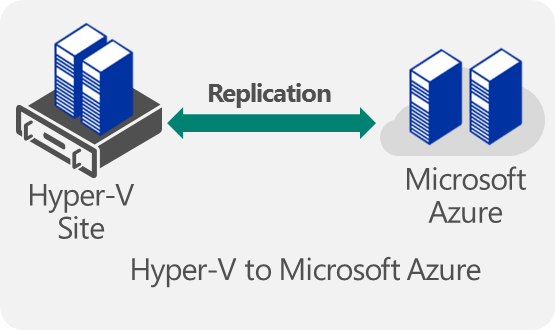 Replication
Hyper-V
Site
Microsoft
Azure
Hyper-V to Microsoft Azure